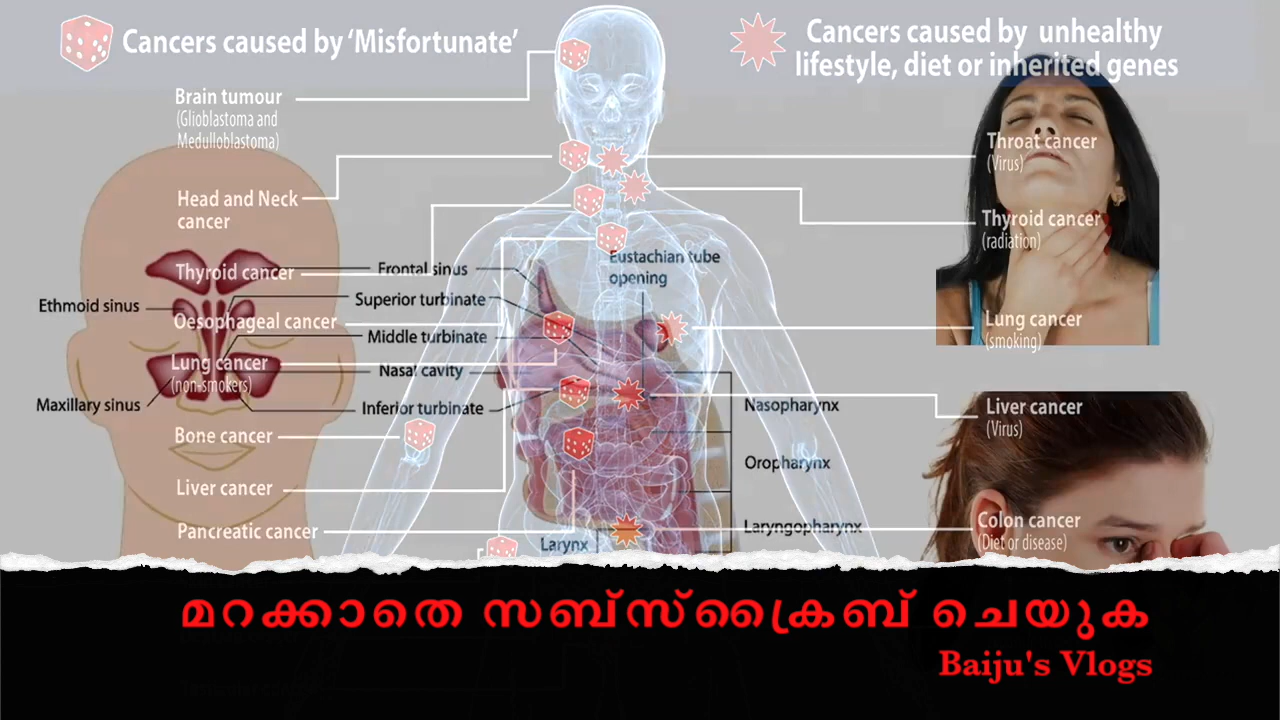 Cancers caused by ‘Misfortunate’
Brain tumour
(Glioblastoma and
Medulloblastoma)
Head and Neck
cancer
Thyroid cancer
Oesophageal cancer
Lung cancer
(non-smokers)
Bone cancer
Liver cancer
Pancreatic cancer
Ethmoid sinus
Maxillary sinus
Frontal sinus
Superior turbinate
Middle turbinate
Nasal cavity
Inferior turbinate
Eustachian tube
opening
Nasopharynx
Oropharynx
Laryngopharynx
Larynx
Cancers caused by unhealthy
lifestyle, diet or inherited genes
Throat cancer
(Virus)
Thyroid cancer
(radiation)
Lung cancer
(smoking)
Liver cancer
(Virus)
Colon cancer
(Diet or disease)
മറക്കാതെ സബ്സ്ക്രൈബ് ചെയുക
Baiju's Vlogs